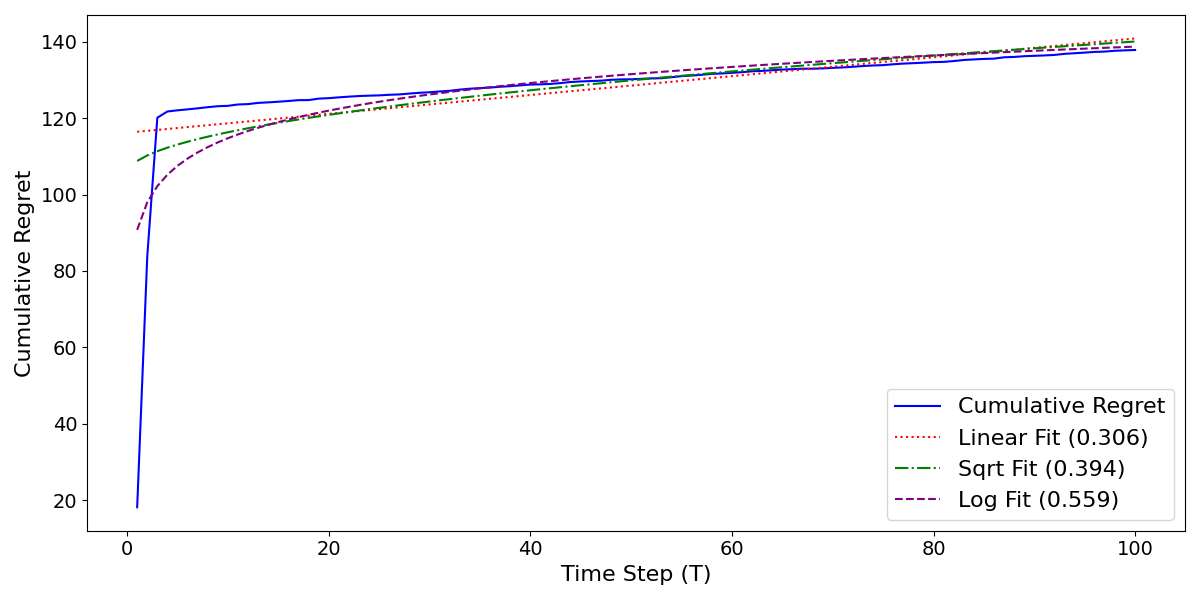 140
120
100
80
60
40
20
Cumulative Regret
0
20
40
60
80
100
Time Step (T)
Cumulative Regret
Linear Fit (0.306)
Sqrt Fit (0.394)
Log Fit (0.559)